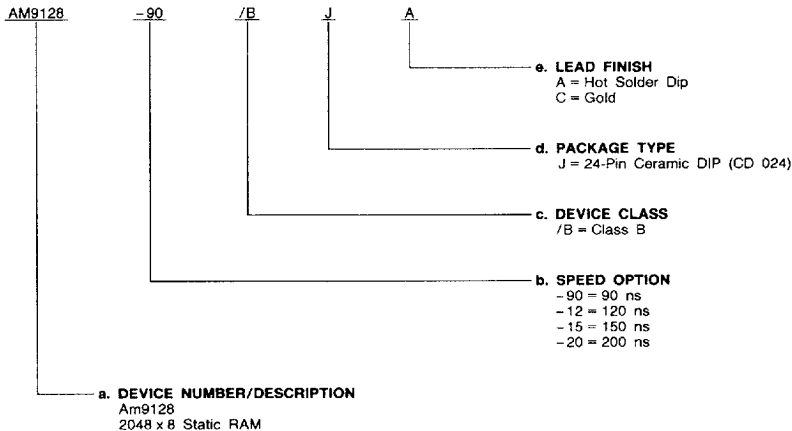 AM9128 -90 /B J A
e. LEAD FINISH
A = Hot Solder Dip
C = Gold
d. PACKAGE TYPE
J = 24-Pin Ceramic DIP (CD 024)
c. DEVICE CLASS
/B = Class B
b. SPEED OPTION
-90 = 90 ns
-12 = 120 ns
-15 = 150 ns
-20 = 200 ns
a. DEVICE NUMBER/DESCRIPTION
Am9128
2048 x 8 Static RAM